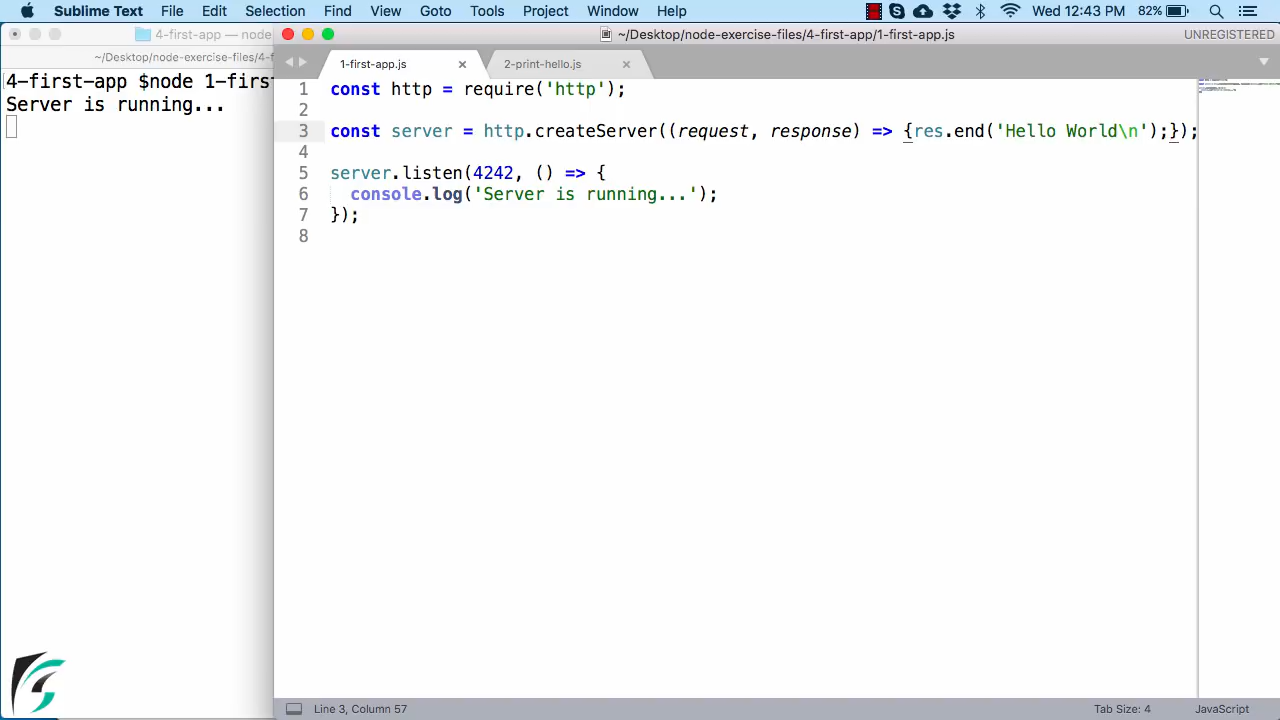 Sublime Text File Edit Selection Find View Goto Tools Project Window Help Wed 12:43 PM 82%
4-first-app — node
~/Desktop/node-exercise-files/4-first-app/1-first-app.js UNREGISTERED
~/Desktop/node-exercise-files/4-f
1-first-app.js × 2-print-hello.js ×
4-first-app $node 1-first
Server is running...
1 const http = require('http');
2
3 const server = http.createServer((request, response) => {res.end('Hello World\n');});
4
5 server.listen(4242, () => {
6 console.log('Server is running...');
7 });
8
Line 3, Column 57 Tab Size: 4 JavaScript